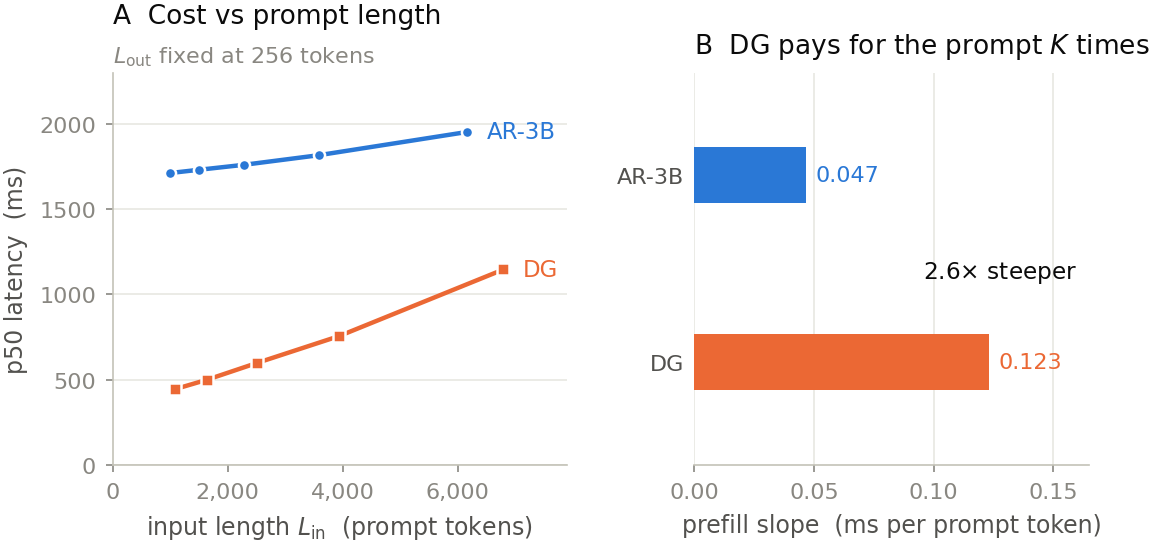 A Cost vs prompt length
Lout fixed at 256 tokens
2000
1500
1000
500
0
p50 latency (ms)
AR-3B
DG
0
2,000
4,000
6,000
input length Lin (prompt tokens)
B DG pays for the prompt K times
AR-3B
0.047
2.6× steeper
DG
0.123
0.00
0.05
0.10
0.15
prefill slope (ms per prompt token)